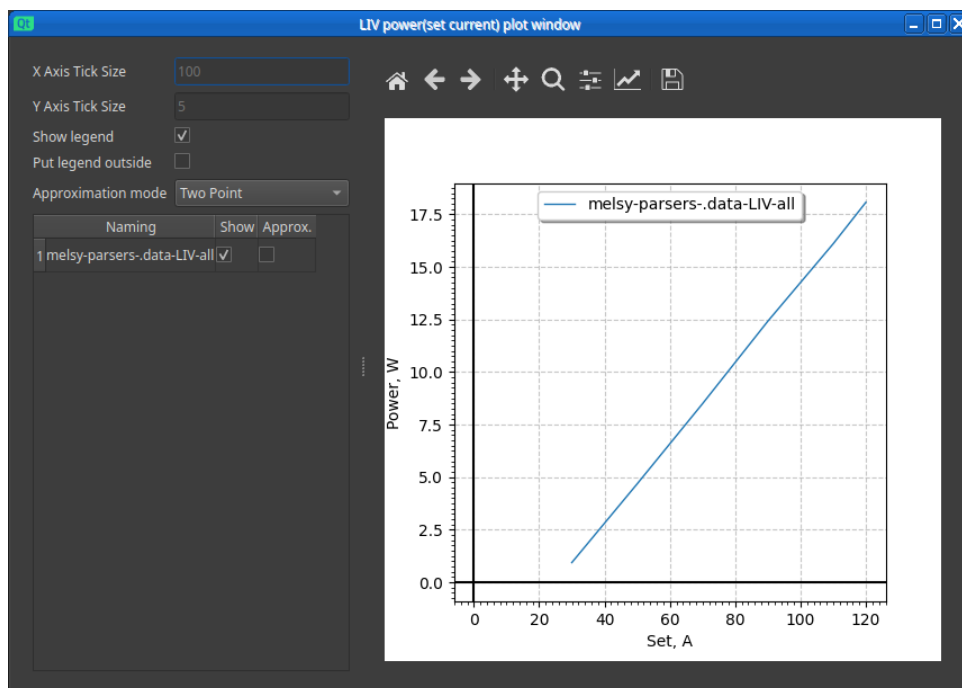 Qt
LIV power(set current) plot window
X Axis Tick Size
100
Y Axis Tick Size
5
Show legend
Put legend outside
Approximation mode
Two Point
Naming Show Approx.
1 melsy-parsers-.data-LIV-all
melsy-parsers-.data-LIV-all
17.5
15.0
12.5
10.0
7.5
5.0
2.5
0.0
Power, W
0 20 40 60 80 100 120
Set, A